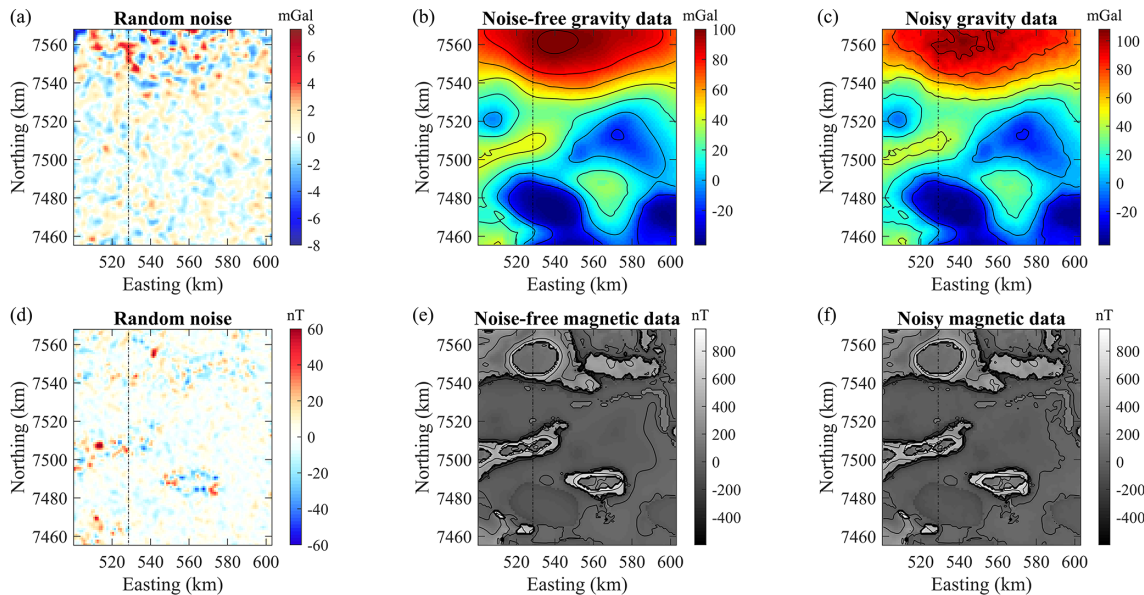 (a) Random noise mGal
(b) Noise-free gravity data mGal
(c) Noisy gravity data mGal
7560 7540 7520 7500 7480 7460
Northing (km)
520 540 560 580 600
Easting (km)
8 6 4 2 0 -2 -4 -6 -8
7560 7540 7520 7500 7480 7460
Northing (km)
520 540 560 580 600
Easting (km)
100 80 60 40 20 0 20
7560 7540 7520 7500 7480 7460
Northing (km)
520 540 560 580 600
Easting (km)
100 80 60 40 20 0 20
(d) Random noise nT
(e) Noise-free magnetic data nT
(f) Noisy magnetic data nT
7560 7540 7520 7500 7480 7460
Northing (km)
520 540 560 580 600
Easting (km)
60 40 20 0 -20 -40 -60
7560 7540 7520 7500 7480 7460
Northing (km)
520 540 560 580 600
Easting (km)
800 600 400 200 0 -200 -400
7560 7540 7520 7500 7480 7460
Northing (km)
520 540 560 580 600
Easting (km)
800 600 400 200 0 -200 -400